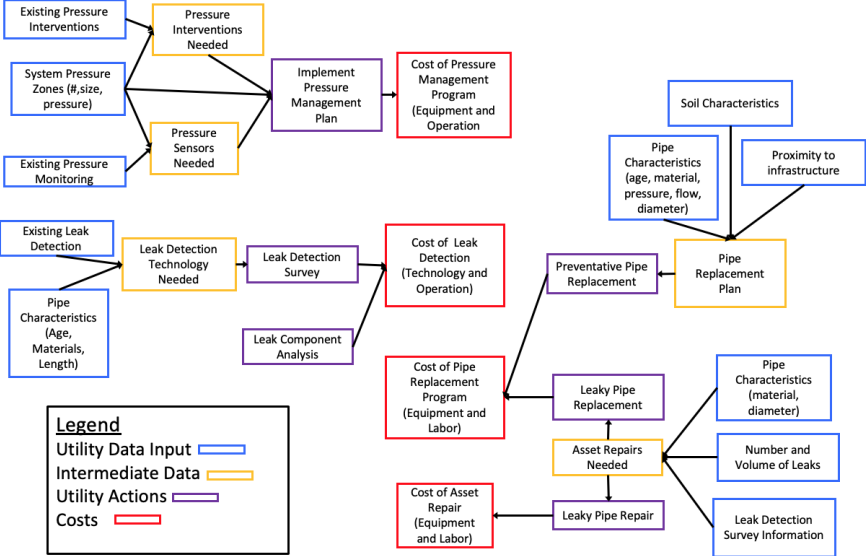 Existing Pressure
Interventions
Pressure
Interventions
Needed
System Pressure
Zones (#,size,
pressure)
Implement
Pressure
Management
Plan
Cost of Pressure
Management
Program
(Equipment and
Operation
Pressure
Sensors
Needed
Existing Pressure
Monitoring
Soil Characteristics
Pipe
Characteristics
(age, material,
pressure, flow,
diameter)
Proximity to
infrastructure
Existing Leak
Detection
Leak Detection
Technology
Needed
Leak Detection
Survey
Cost of  Leak
Detection
(Technology and
Operation)
Preventative Pipe
Replacement
Pipe
Replacement
Plan
Pipe
Characteristics
(Age,
Materials,
Length)
Leak Component
Analysis
Cost of Pipe
Replacement
Program
(Equipment and
Labor)
Leaky Pipe
Replacement
Pipe
Characteristics
(material,
diameter)
Asset Repairs
Needed
Number and
Volume of Leaks
Cost of Asset
Repair
(Equipment
and Labor)
Leaky Pipe Repair
Leak Detection
Survey Information
Legend
Utility Data Input
Intermediate Data
Utility Actions
Costs